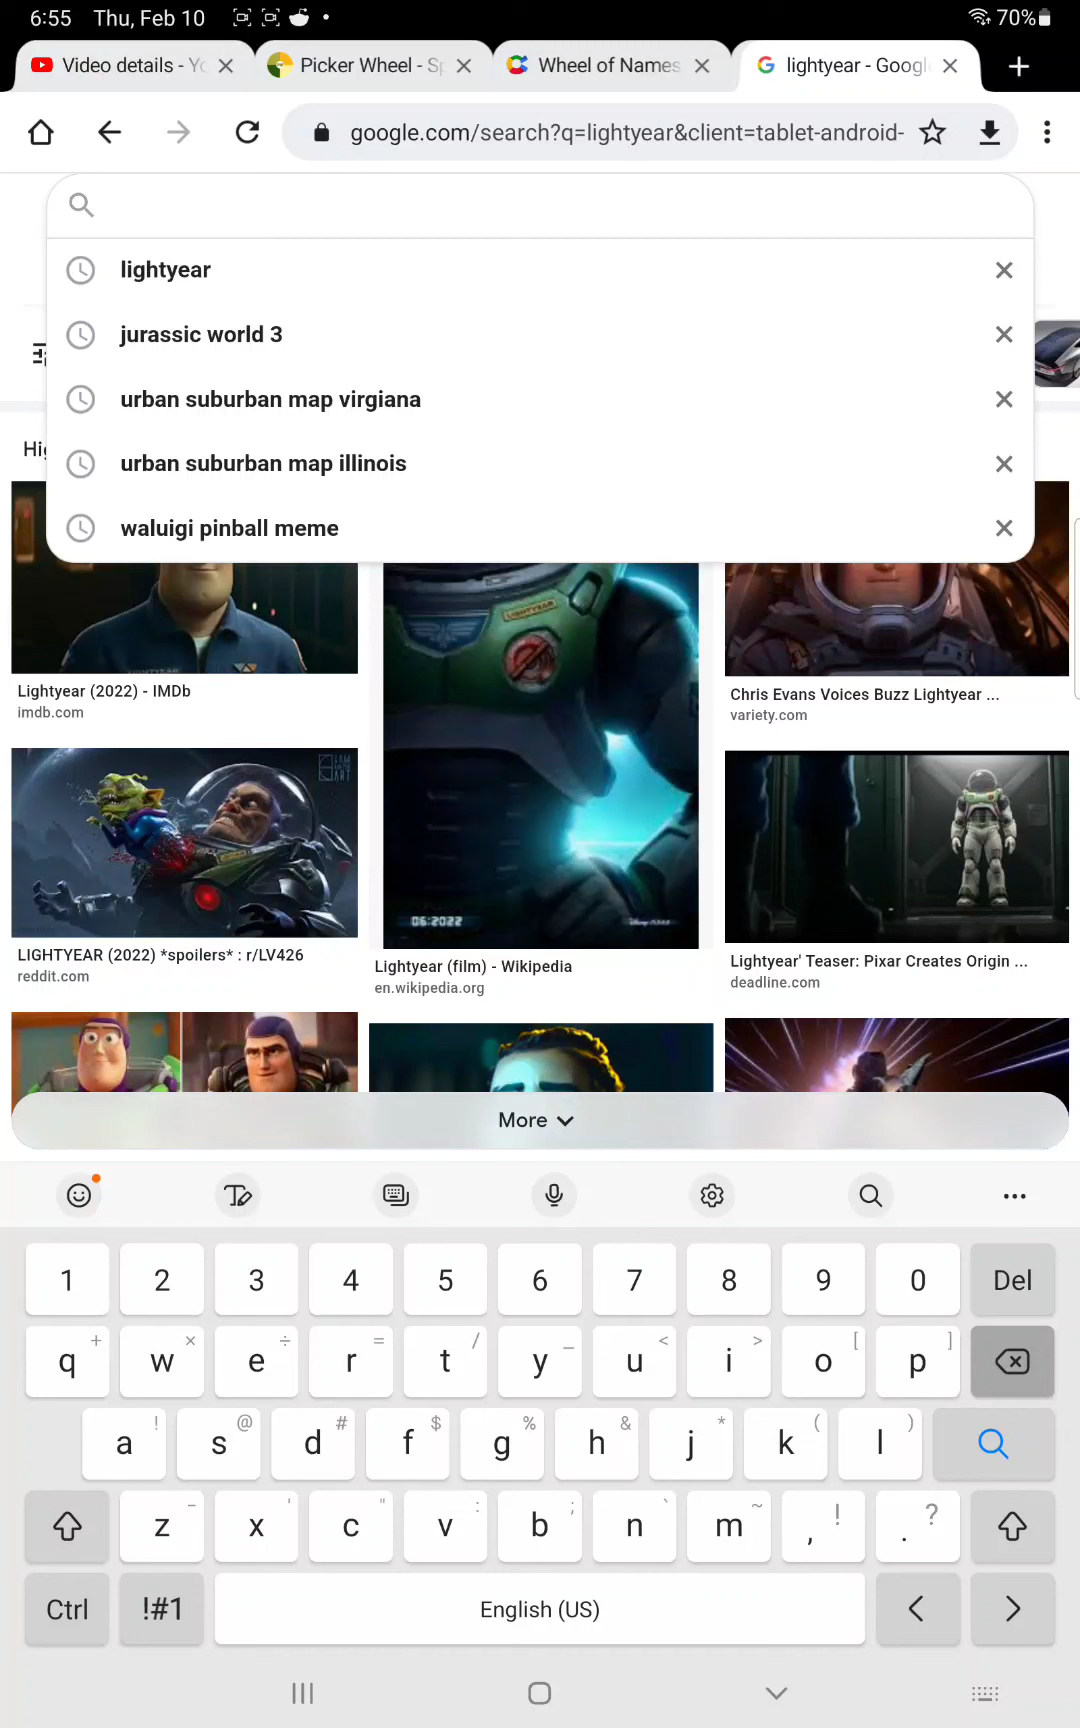 6:55 Thu, Feb 10 70%
Video details - Yo
Picker Wheel - Sp
Wheel of Names
lightyear - Googl
google.com/search?q=lightyear&client=tablet-android-
lightyear
jurassic world 3
urban suburban map virgiana
urban suburban map illinois
waluigi pinball meme
Hig
LIGHTYEAR
Lightyear (2022) - IMDb
imdb.com
Chris Evans Voices Buzz Lightyear ...
variety.com
06:2022
LIGHTYEAR (2022) *spoilers* : r/LV426
reddit.com
Lightyear (film) - Wikipedia
en.wikipedia.org
Lightyear' Teaser: Pixar Creates Origin ...
deadline.com
More
1 2 3 4 5 6 7 8 9 0 Del
q + w × e ÷ r = t / y _ u < i > o [ p ]
a ! s @ d # f $ g % h & j * k ( l )
z - x ' c " v : b ; n ` m ~ , ! . ?
Ctrl !#1 English (US) < >